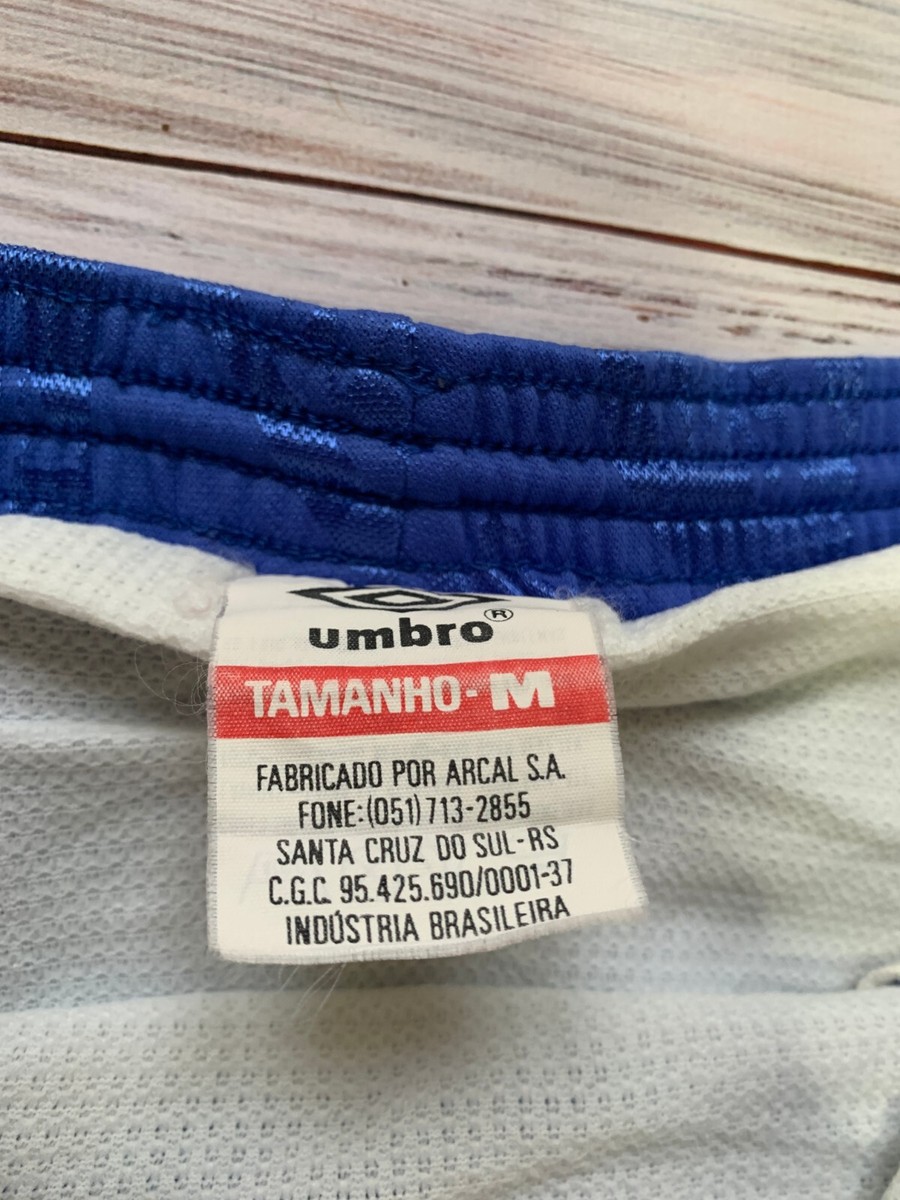 umbro®
TAMANHO-M
FABRICADO POR ARCAL S.A.
FONE:(051)713-2855
SANTA CRUZ DO SUL-RS
C.G.C. 95.425.690/0001-37
INDÚSTRIA BRASILEIRA